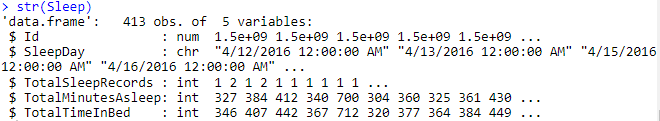 > str(Sleep)
'data.frame':   413 obs. of  5 variables:
 $ Id                : num  1.5e+09 1.5e+09 1.5e+09 1.5e+09 1.5e+09 ...
 $ SleepDay          : chr  "4/12/2016 12:00:00 AM" "4/13/2016 12:00:00 AM" "4/15/2016
12:00:00 AM" "4/16/2016 12:00:00 AM" ...
 $ TotalSleepRecords : int  1 2 1 2 1 1 1 1 1 1 ...
 $ TotalMinutesAsleep: int  327 384 412 340 700 304 360 325 361 430 ...
 $ TotalTimeInBed    : int  346 407 442 367 712 320 377 364 384 449 ...